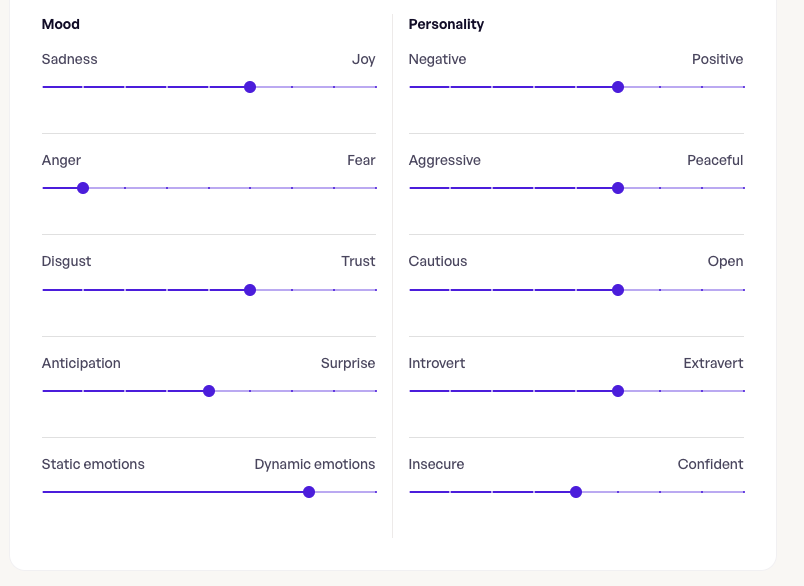 Mood
Sadness Joy
Anger Fear
Disgust Trust
Anticipation Surprise
Static emotions Dynamic emotions
Personality
Negative Positive
Aggressive Peaceful
Cautious Open
Introvert Extravert
Insecure Confident